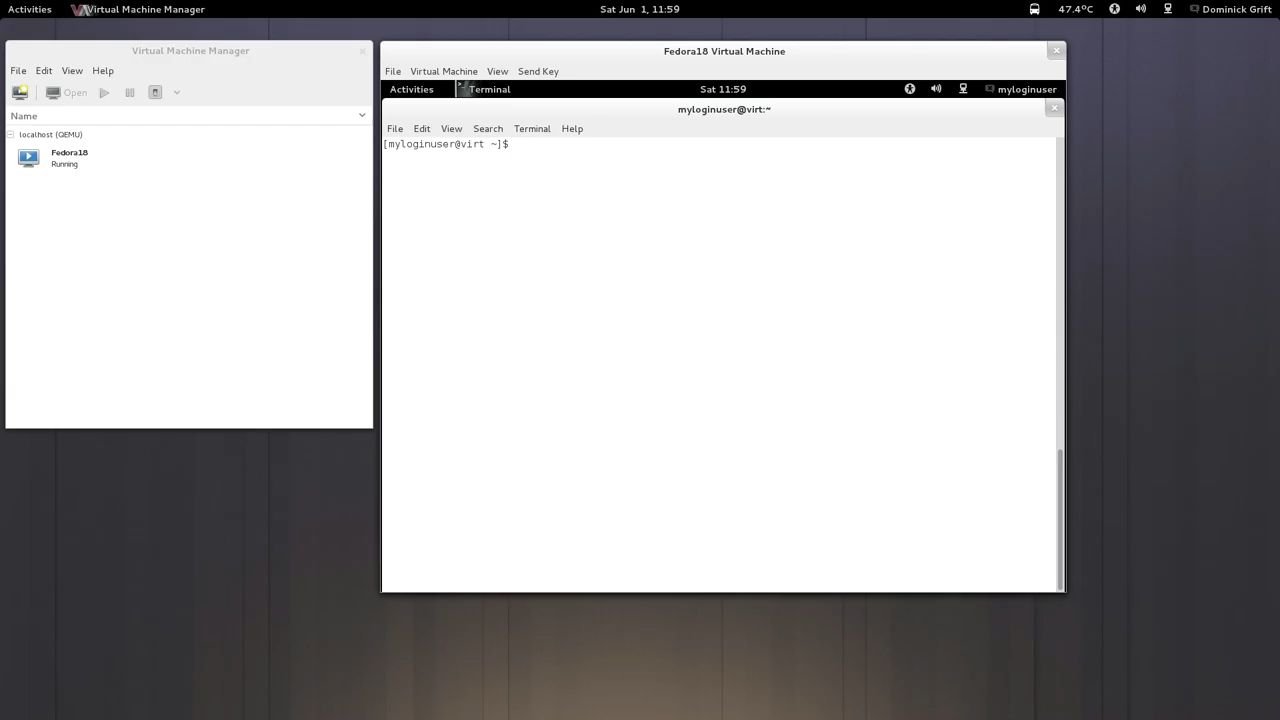 Activities Virtual Machine Manager Sat Jun 1, 11:59 47.4ºC Dominick Grift
Virtual Machine Manager
File Edit View Help
Open
Name
localhost (QEMU)
Fedora18
Running
Fedora18 Virtual Machine
File Virtual Machine View Send Key
Activities Terminal Sat 11:59 myloginuser
myloginuser@virt:~
File Edit View Search Terminal Help
[myloginuser@virt ~]$